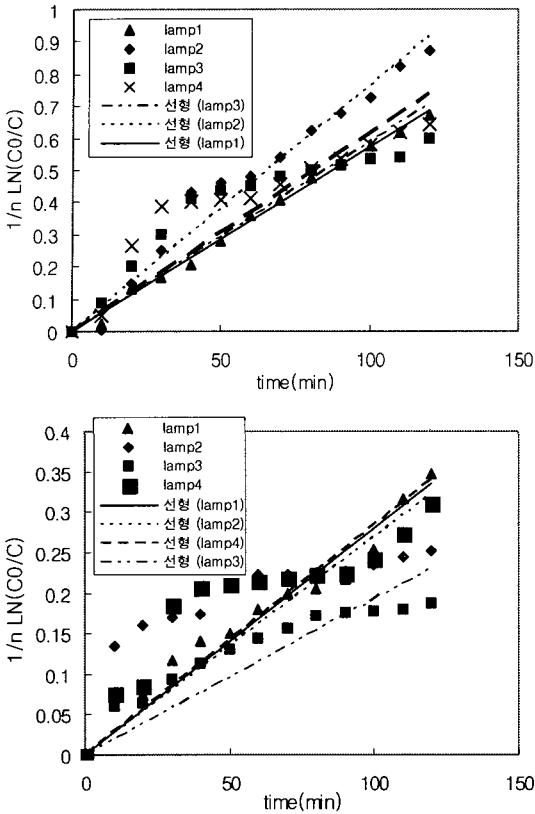 1/n LN(C0/C)
1
0.9
0.8
0.7
0.6
0.5
0.4
0.3
0.2
0.1
0
lamp1
lamp2
lamp3
lamp4
선형 (lamp3)
선형 (lamp2)
선형 (lamp1)
0 50 100 150
time(min)
1/n LN(C0/C)
0.4
0.35
0.3
0.25
0.2
0.15
0.1
0.05
0
lamp1
lamp2
lamp3
lamp4
선형 (lamp1)
선형 (lamp2)
선형 (lamp4)
선형 (lamp3)
0 50 100 150
time(min)